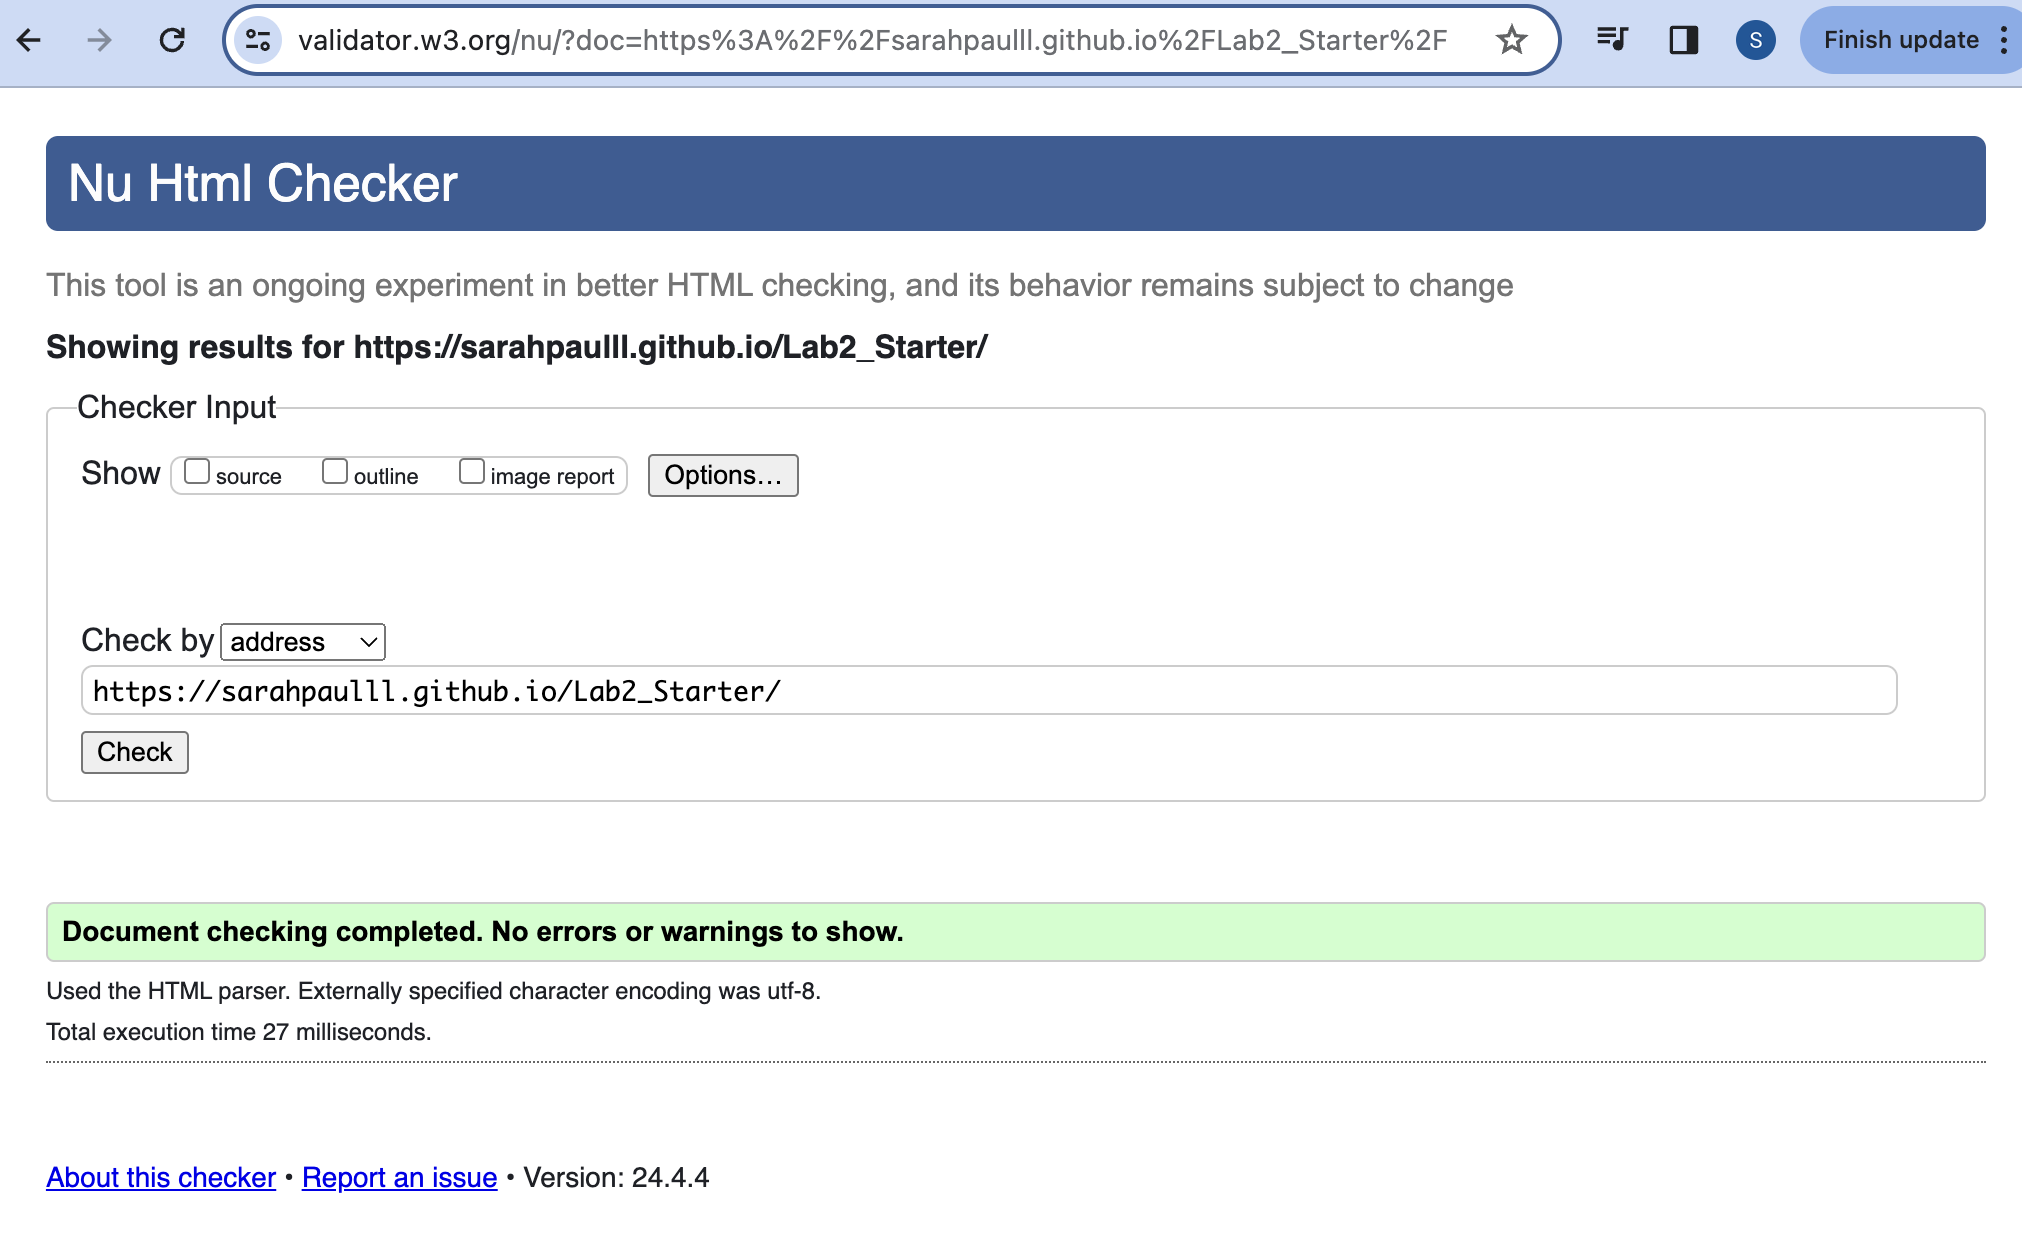 validator.w3.org/nu/?doc=https%3A%2F%2Fsarahpaulll.github.io%2FLab2_Starter%2F
S
Finish update
Nu Html Checker
This tool is an ongoing experiment in better HTML checking, and its behavior remains subject to change
Showing results for https://sarahpaulll.github.io/Lab2_Starter/
Checker Input
Show source outline image report Options...
Check by address
https://sarahpaulll.github.io/Lab2_Starter/
Check
Document checking completed. No errors or warnings to show.
Used the HTML parser. Externally specified character encoding was utf-8.
Total execution time 27 milliseconds.
About this checker • Report an issue • Version: 24.4.4